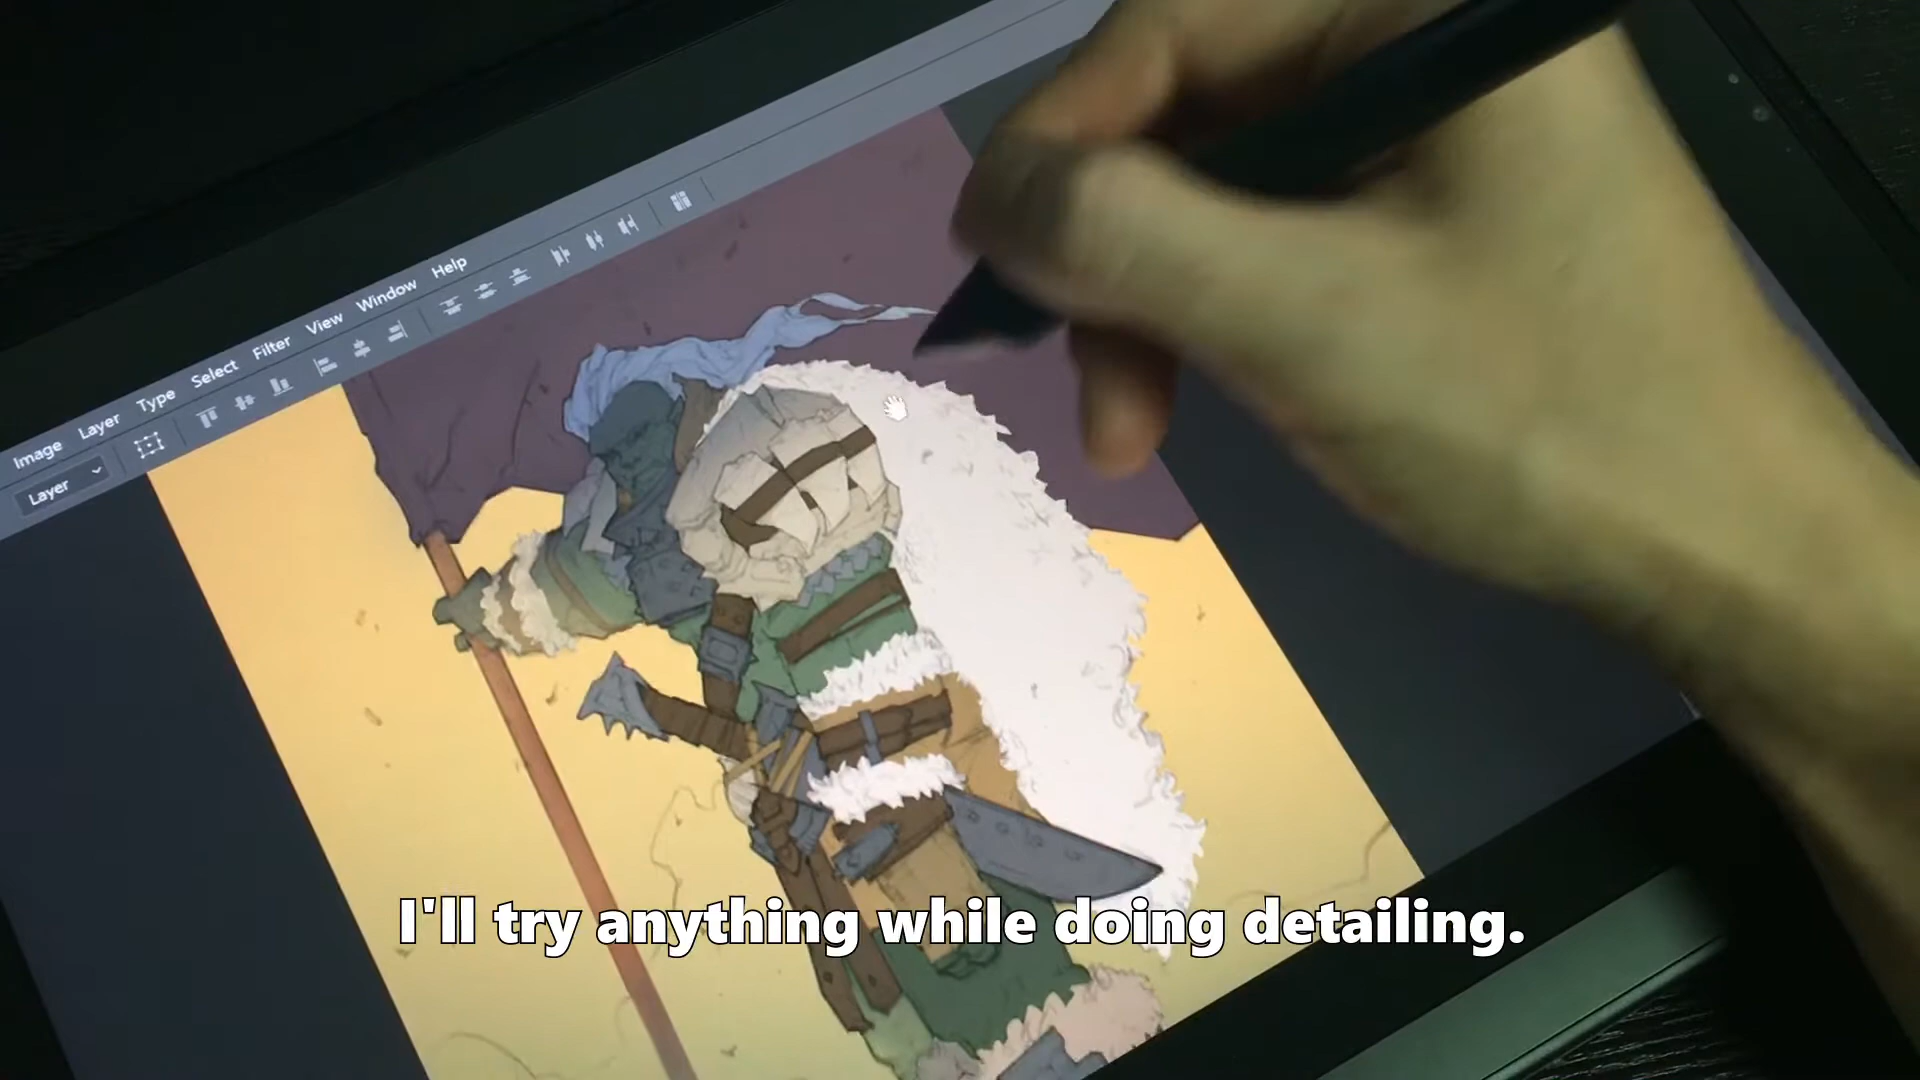 Image Layer Type Select Filter View Window Help
Layer
I'll try anything while doing detailing.